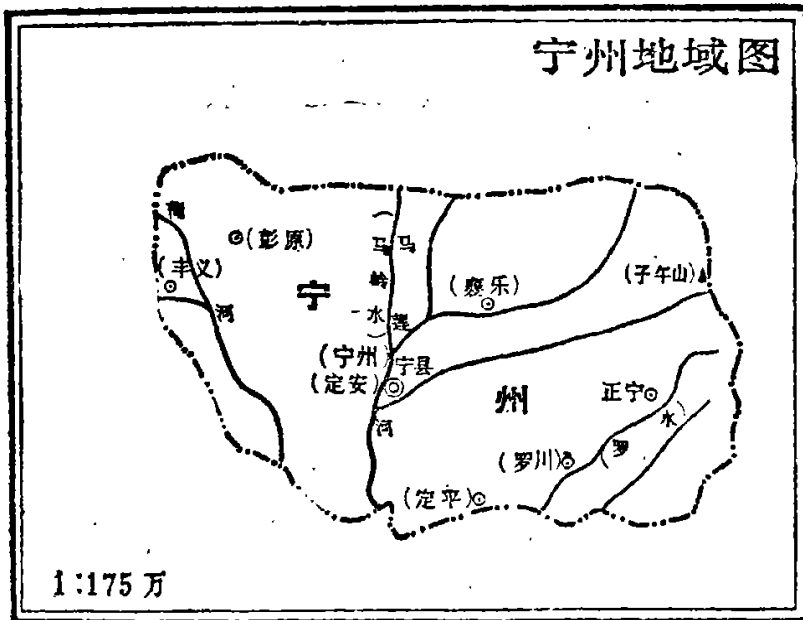 宁州地域图
(彭原)
(丰义)
河
宁
(马岭水)
马莲河
(襄乐)
(子午山)
(宁州)
宁县
(定安)
州
正宁
(罗水)
(罗川)
(定平)
1:175万